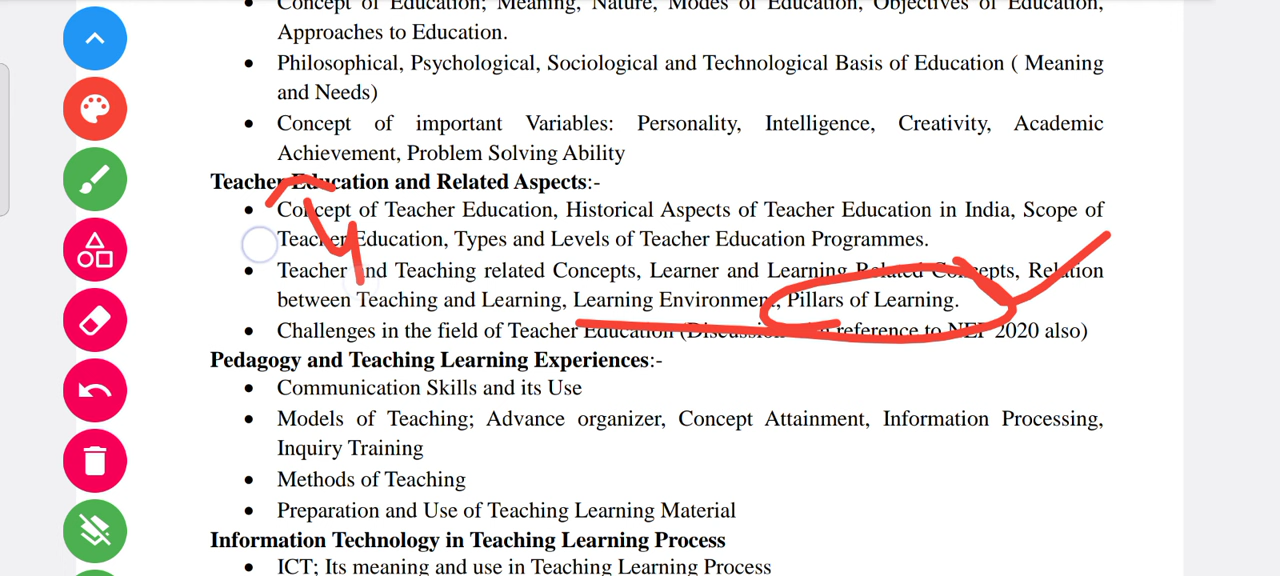 Concept of Education; Meaning, Nature, Modes of Education, Objectives of Education,
Approaches to Education.
• Philosophical, Psychological, Sociological and Technological Basis of Education ( Meaning
and Needs)
• Concept of important Variables: Personality, Intelligence, Creativity, Academic
Achievement, Problem Solving Ability
Teacher Education and Related Aspects:-
• Concept of Teacher Education, Historical Aspects of Teacher Education in India, Scope of
Teacher Education, Types and Levels of Teacher Education Programmes.
• Teacher and Teaching related Concepts, Learner and Learning Related Concepts, Relation
between Teaching and Learning, Learning Environment, Pillars of Learning.
• Challenges in the field of Teacher Education (Discussion with reference to NEP 2020 also)
Pedagogy and Teaching Learning Experiences:-
• Communication Skills and its Use
• Models of Teaching; Advance organizer, Concept Attainment, Information Processing,
Inquiry Training
• Methods of Teaching
• Preparation and Use of Teaching Learning Material
Information Technology in Teaching Learning Process
• ICT; Its meaning and use in Teaching Learning Process